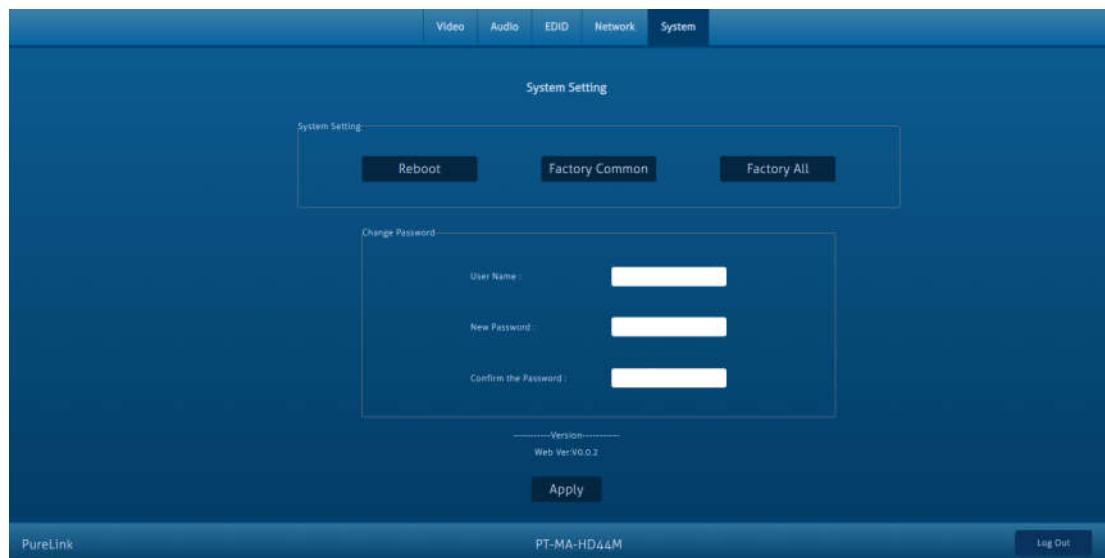 Video Audio EDID Network System
System Setting
System Setting
Reboot Factory Common Factory All
Change Password
User Name :
New Password :
Confirm the Password :
-----------Version-----------
Web Ver:V0.0.2
Apply
PureLink PT-MA-HD44M Log Out